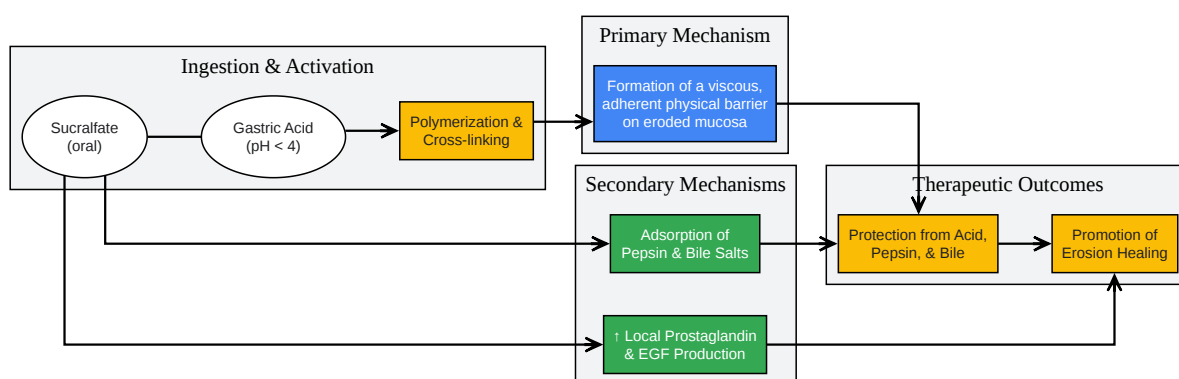 Primary Mechanism
Ingestion & Activation
Formation of a viscous,
adherent physical barrier
on eroded mucosa
Sucralfate
(oral)
Gastric Acid
(pH < 4)
Polymerization &
Cross-linking
Secondary Mechanisms
Therapeutic Outcomes
Adsorption of
Pepsin & Bile Salts
Protection from Acid,
Pepsin, & Bile
Promotion of
Erosion Healing
↑ Local Prostaglandin
& EGF Production